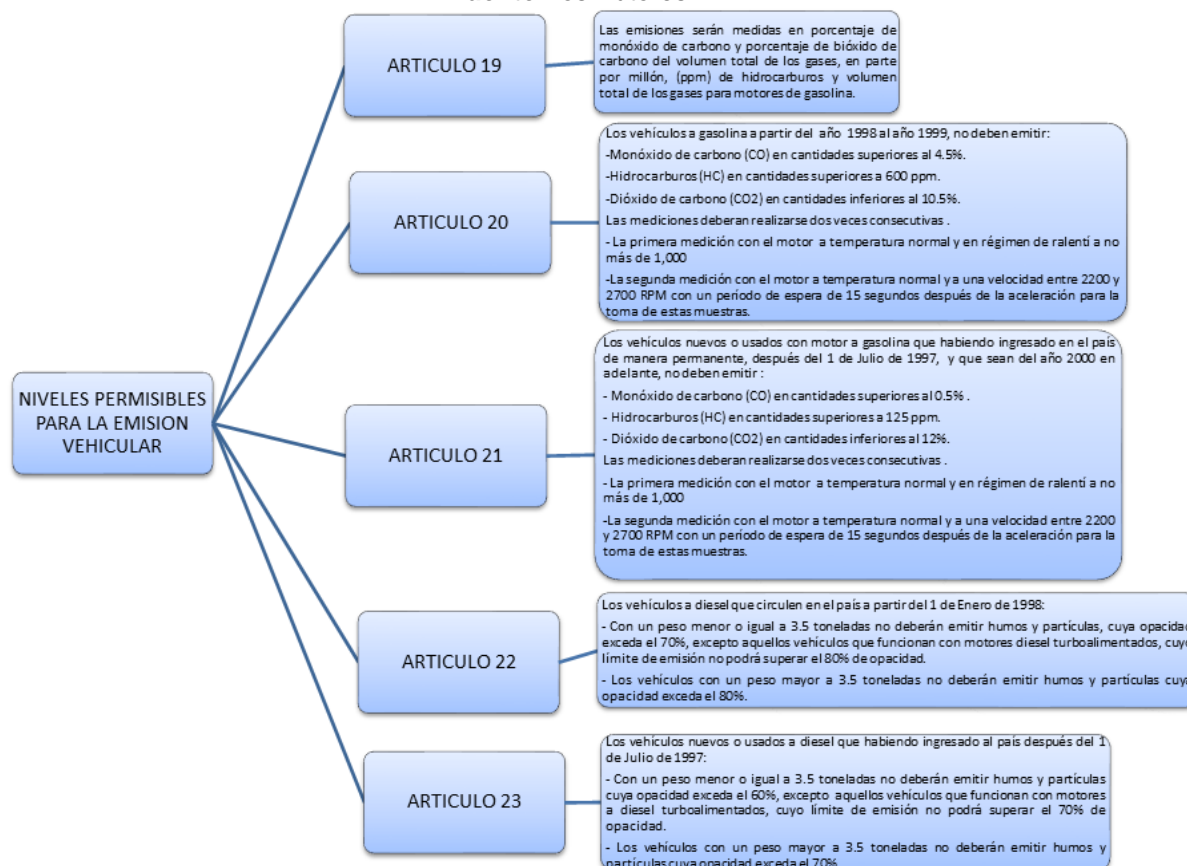 NIVELES PERMISIBLES
PARA LA EMISION
VEHICULAR
ARTICULO 19
Las emisiones serán medidas en porcentaje de
monóxido de carbono y porcentaje de bióxido de
carbono del volumen total de los gases, en parte
por millón, (ppm) de hidrocarburos y volumen
total de los gases para motores de gasolina.
ARTICULO 20
Los vehículos a gasolina a partir del año 1998 al año 1999, no deben emitir:
-Monóxido de carbono (CO) en cantidades superiores al 4.5%.
-Hidrocarburos (HC) en cantidades superiores a 600 ppm.
-Dióxido de carbono (CO2) en cantidades inferiores al 10.5%.
Las mediciones deberan realizarse dos veces consecutivas .
- La primera medición con el motor a temperatura normal y en régimen de ralentí a no
más de 1,000
-La segunda medición con el motor a temperatura normal y a una velocidad entre 2200 y
2700 RPM con un período de espera de 15 segundos después de la aceleración para la
toma de estas muestras.
ARTICULO 21
Los vehículos nuevos o usados con motor a gasolina que habiendo ingresado en el país
de manera permanente, después del 1 de Julio de 1997, y que sean del año 2000 en
adelante, no deben emitir :
- Monóxido de carbono (CO) en cantidades superiores al 0.5% .
- Hidrocarburos (HC) en cantidades superiores a 125 ppm.
- Dióxido de carbono (CO2) en cantidades inferiores al 12%.
Las mediciones deberan realizarse dos veces consecutivas .
- La primera medición con el motor a temperatura normal y en régimen de ralentí a no
más de 1,000
-La segunda medición con el motor a temperatura normal y a una velocidad entre 2200
y 2700 RPM con un período de espera de 15 segundos después de la aceleración para la
toma de estas muestras.
ARTICULO 22
Los vehículos a diesel que circulen en el país a partir del 1 de Enero de 1998:
- Con un peso menor o igual a 3.5 toneladas no deberán emitir humos y partículas, cuya opacidad
exceda el 70%, excepto aquellos vehículos que funcionan con motores diesel turboalimentados, cuyo
límite de emisión no podrá superar el 80% de opacidad.
- Los vehículos con un peso mayor a 3.5 toneladas no deberán emitir humos y partículas cuya
opacidad exceda el 80%.
ARTICULO 23
Los vehículos nuevos o usados a diesel que habiendo ingresado al país después del 1
de Julio de 1997:
- Con un peso menor o igual a 3.5 toneladas no deberán emitir humos y partículas
cuya opacidad exceda el 60%, excepto aquellos vehículos que funcionan con motores
a diesel turboalimentados, cuyo límite de emisión no podrá superar el 70% de
opacidad.
- Los vehículos con un peso mayor a 3.5 toneladas no deberán emitir humos y
partículas cuya opacidad exceda el 70%.